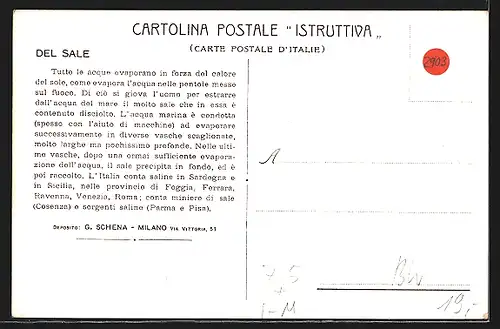 CARTOLINA POSTALE "ISTRUTTIVA„
(CARTE POSTALE D'ITALIE)
DEL SALE
Tutte le acque evaporano in forza del calore
del sole, come evapora l'acqua nelle pentole messe
sul fuoco. Di ciò si giova l'uomo per estrarre
dall'acqua del mare il molto sale che in essa è
contenuto disciolto. L'acqua marina è condotta
(spesso con l'aiuto di macchine) ad evaporare
successivamente in diverse vasche scaglionate,
molto larghe ma pochissimo profonde. Nelle ulti-
me vasche, dopo una ormai sufficiente evapora-
zione dell'acqua, il sale precipita in fondo, ed è
poi raccolto. L'Italia conta saline in Sardegna e
in Sicilia, nelle provincie di Foggia, Ferrara,
Ravenna, Venezia, Roma; conta miniere di sale
(Cosenza) e sorgenti saline (Parma e Pisa).
DEPOSITO: G. SCHENA - MILANO VIA VITTORIA, 51
2903
A
75
1-M
19,-